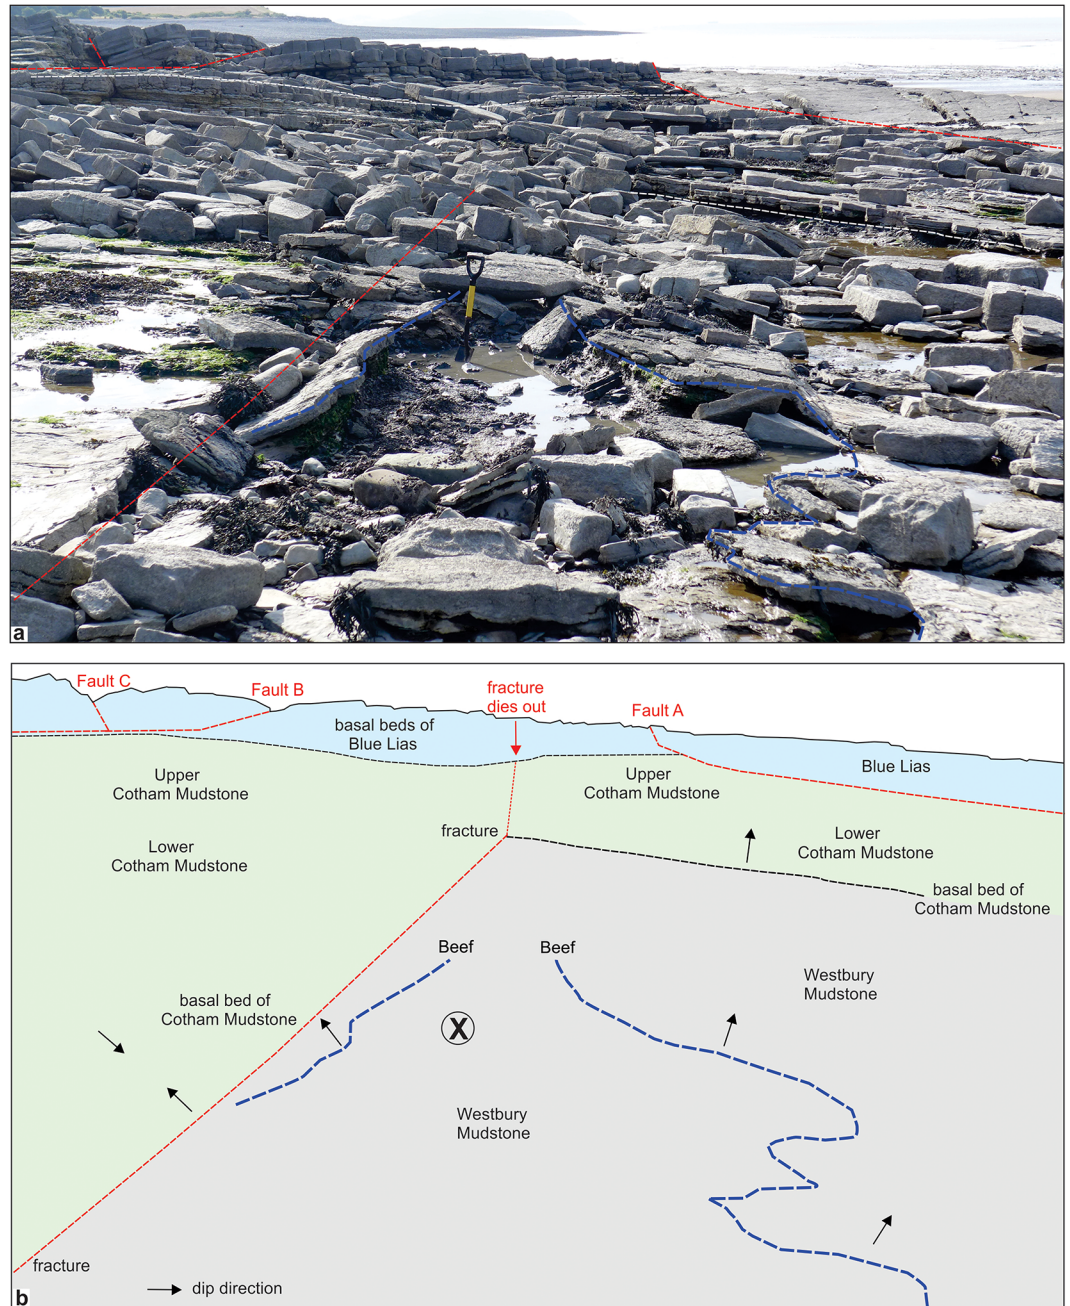 a
Fault C
Fault B
fracture
dies out
Fault A
basal beds of
Blue Lias
Blue Lias
Upper
Cotham Mudstone
Upper
Cotham Mudstone
fracture
Lower
Cotham Mudstone
Lower
Cotham Mudstone
basal bed of
Cotham Mudstone
Beef
Beef
Westbury
Mudstone
basal bed of
Cotham Mudstone
X
Westbury
Mudstone
fracture
dip direction
b